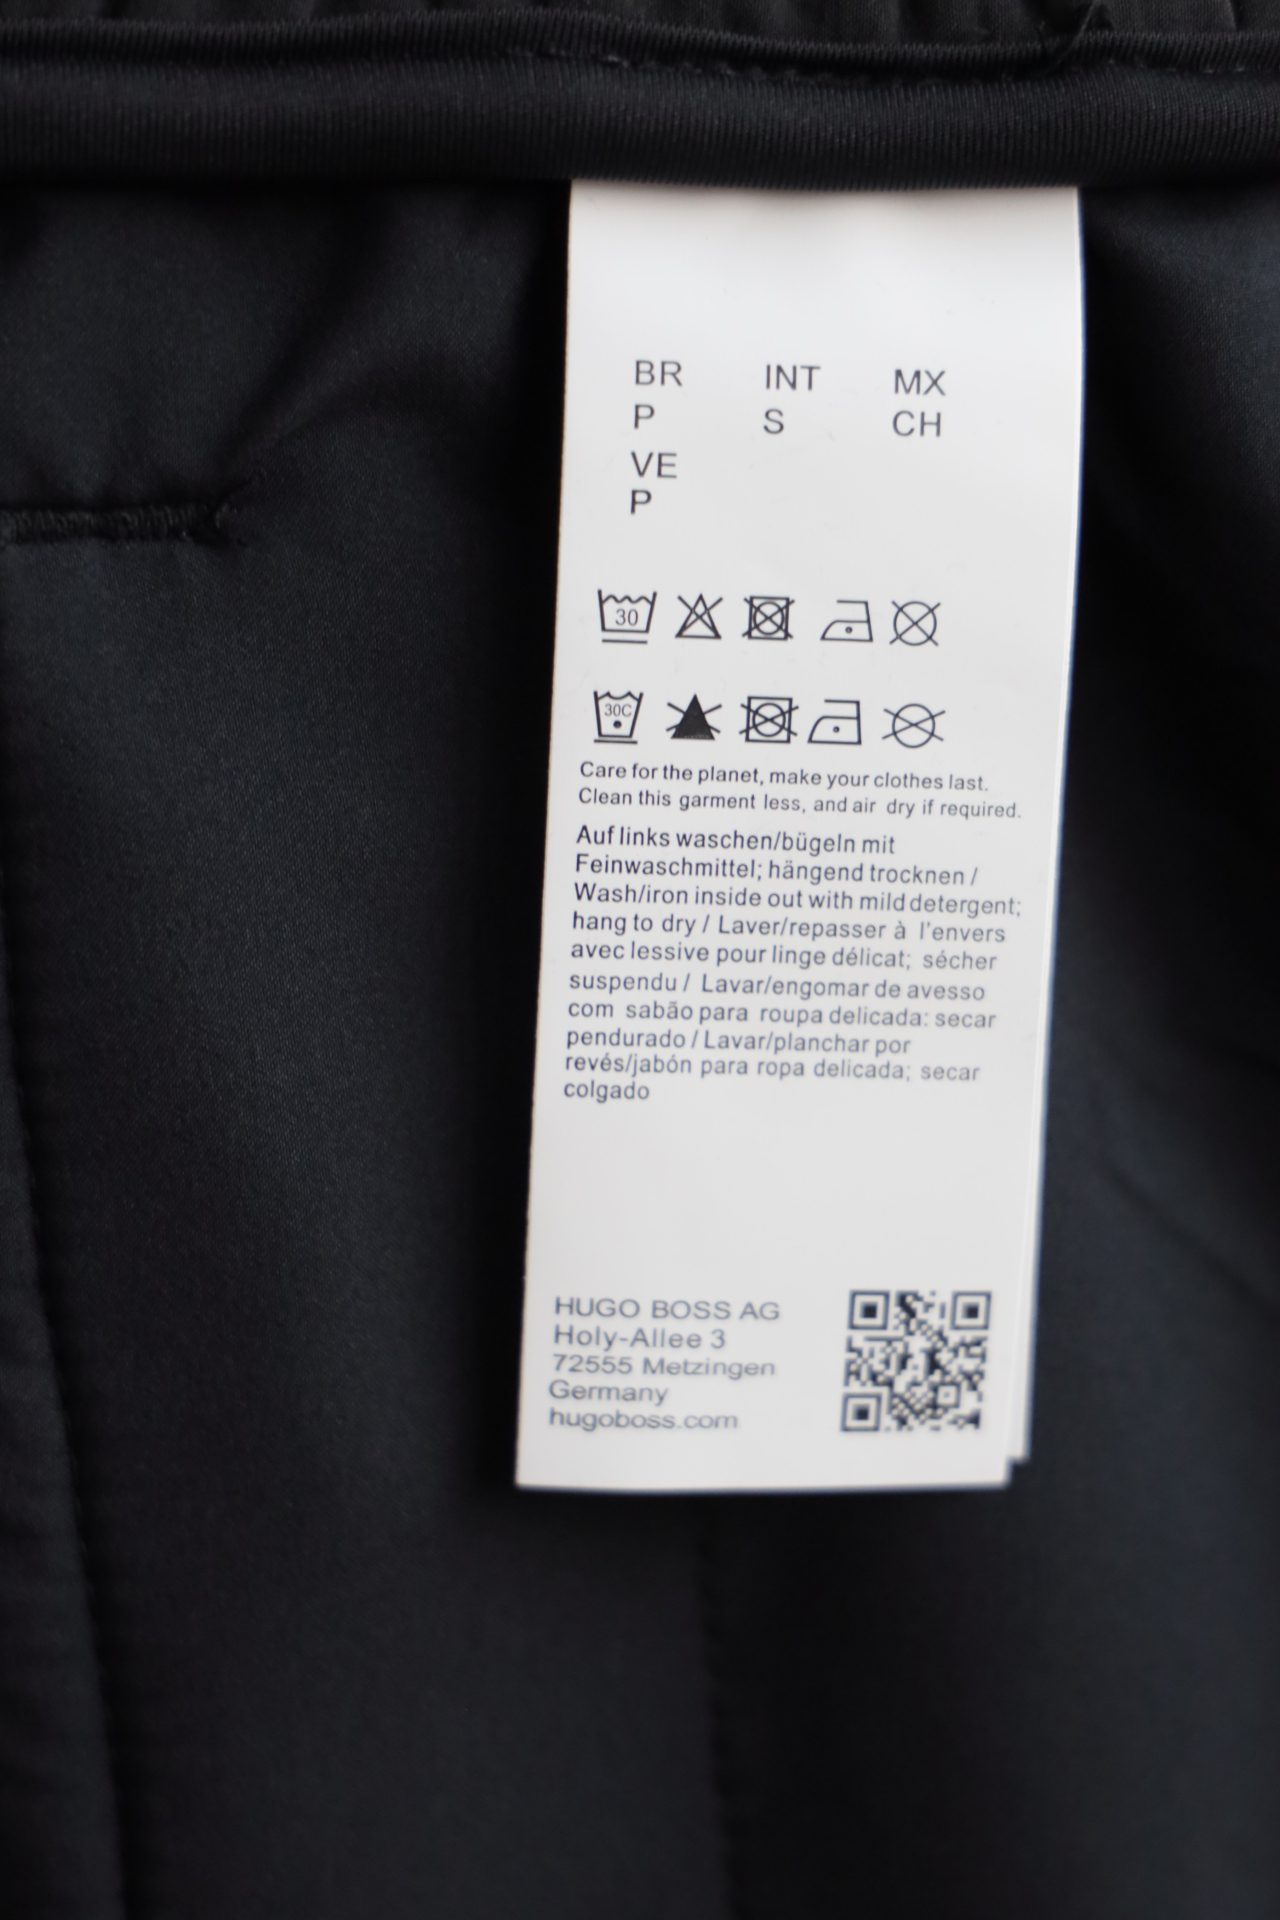 BR INT MX
P S CH
VE
P
30
30C
Care for the planet, make your clothes last.
Clean this garment less, and air dry if required.
Auf links waschen/bügeln mit
Feinwaschmittel; hängend trocknen /
Wash/iron inside out with mild detergent;
hang to dry / Laver/repasser à l'envers
avec lessive pour linge délicat; sécher
suspendu / Lavar/engomar de avesso
com sabão para roupa delicada: secar
pendurado / Lavar/planchar por
revés/jabón para ropa delicada; secar
colgado
HUGO BOSS AG
Holy-Allee 3
72555 Metzingen
Germany
hugoboss.com